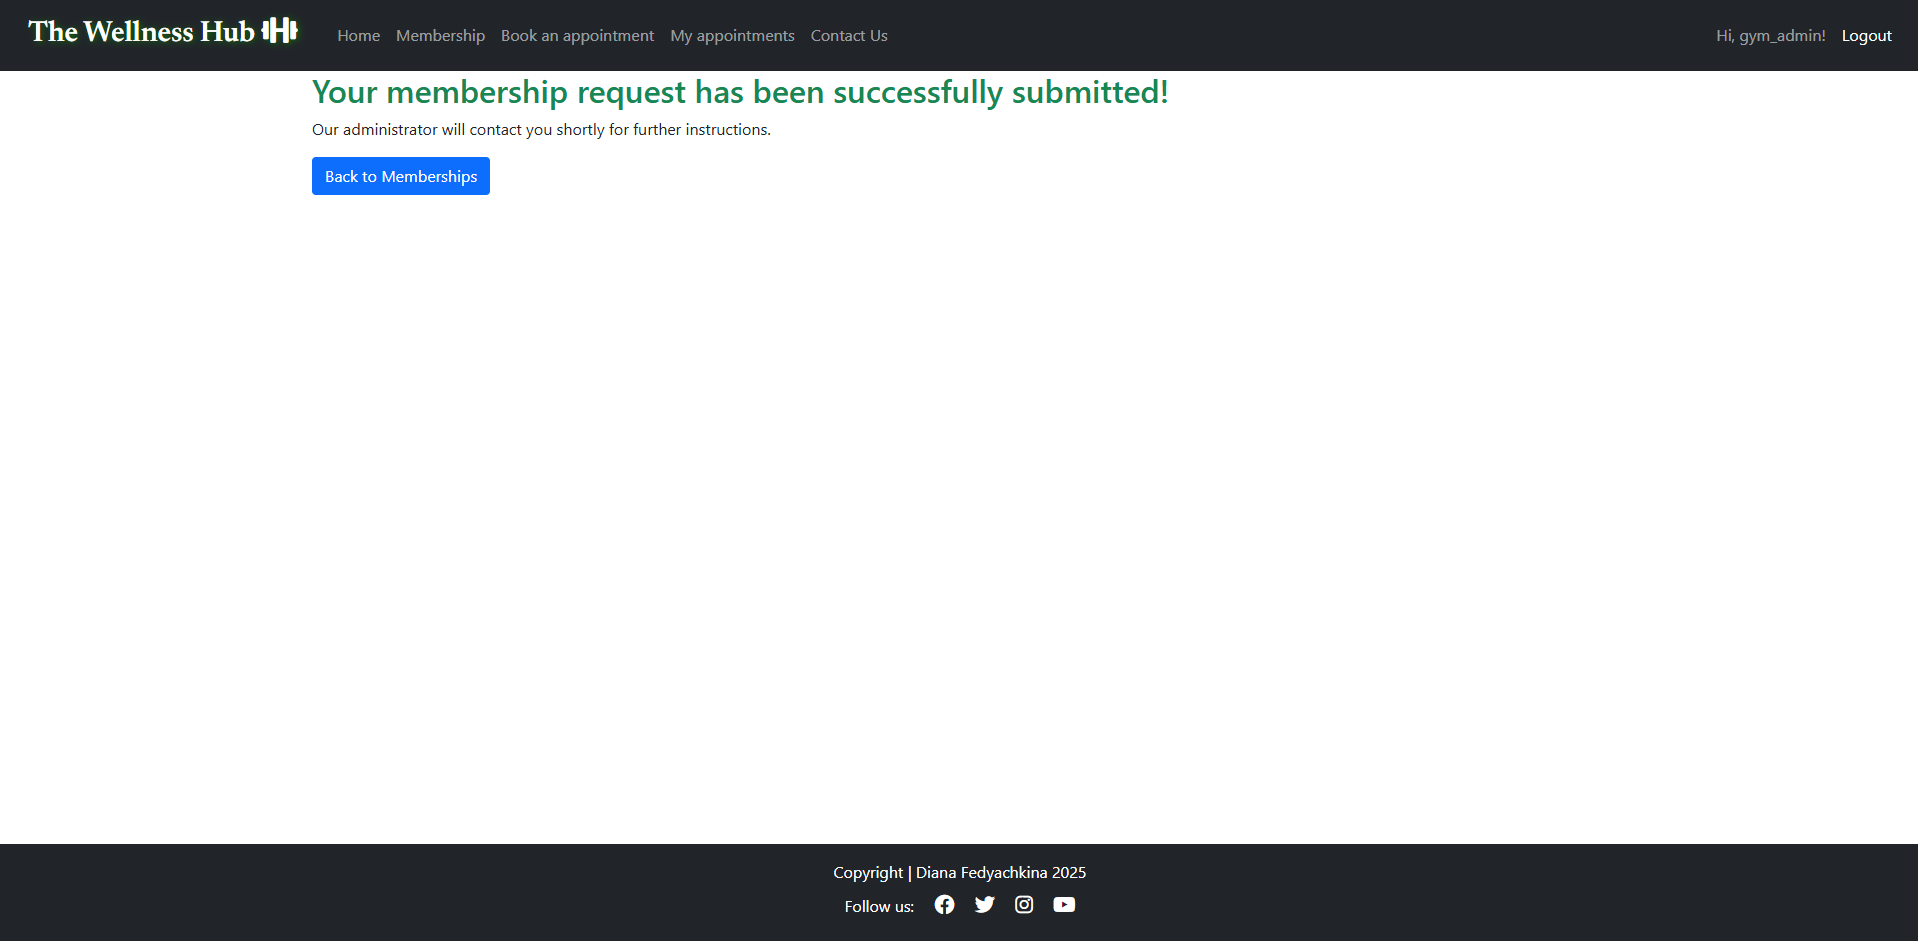 The Wellness Hub
Home Membership Book an appointment My appointments Contact Us Hi, gym_admin! Logout
Your membership request has been successfully submitted!
Our administrator will contact you shortly for further instructions.
Back to Memberships
Copyright | Diana Fedyachkina 2025
Follow us: